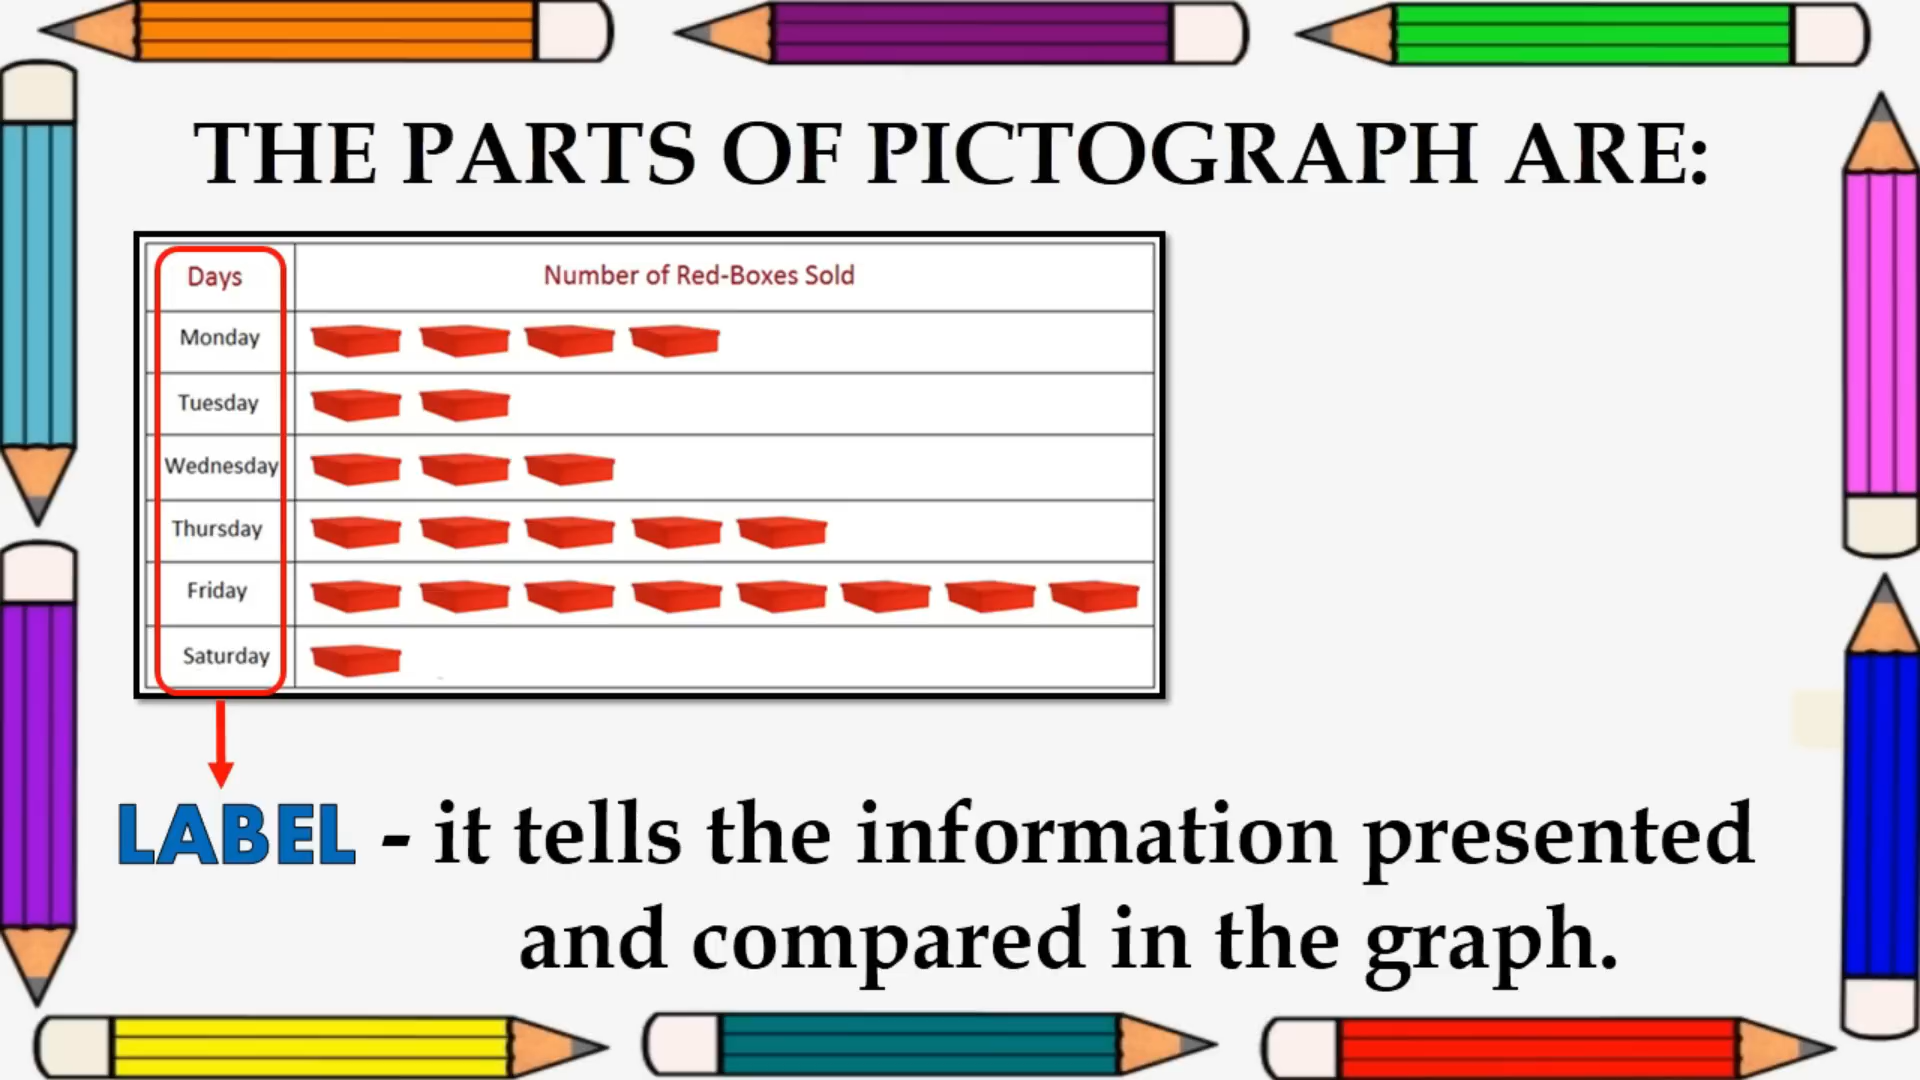 THE PARTS OF PICTOGRAPH ARE:
Days
Number of Red-Boxes Sold
Monday
Tuesday
Wednesday
Thursday
Friday
Saturday
LABEL - it tells the information presented
and compared in the graph.